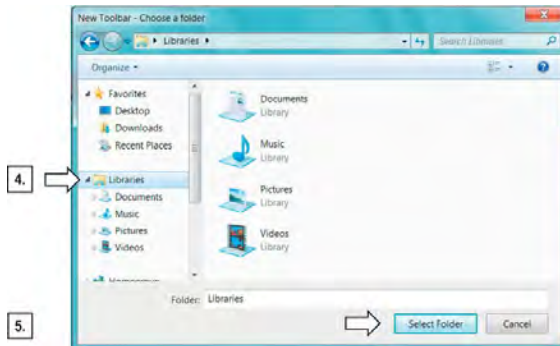 New Toolbar - Choose a folder
Libraries
Search Libraries
Organize
Favorites
Desktop
Downloads
Recent Places
4.
Libraries
Documents
Music
Pictures
Videos
Documents
Library
Music
Library
Pictures
Library
Videos
Library
Folder: Libraries
5.
Select Folder
Cancel